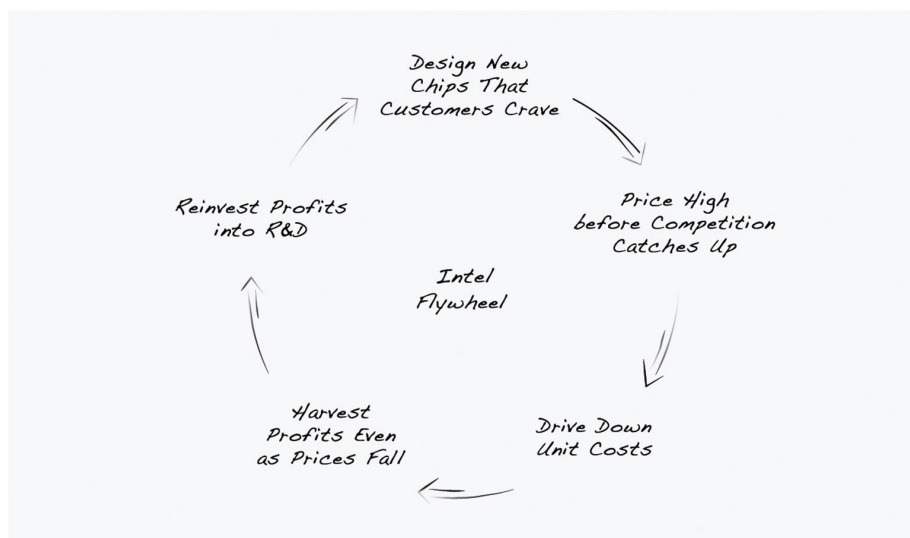 Design New
Chips That
Customers Crave
Price High
before Competition
Catches Up
Drive Down
Unit Costs
Harvest
Profits Even
as Prices Fall
Reinvest Profits
into R&D
Intel
Flywheel